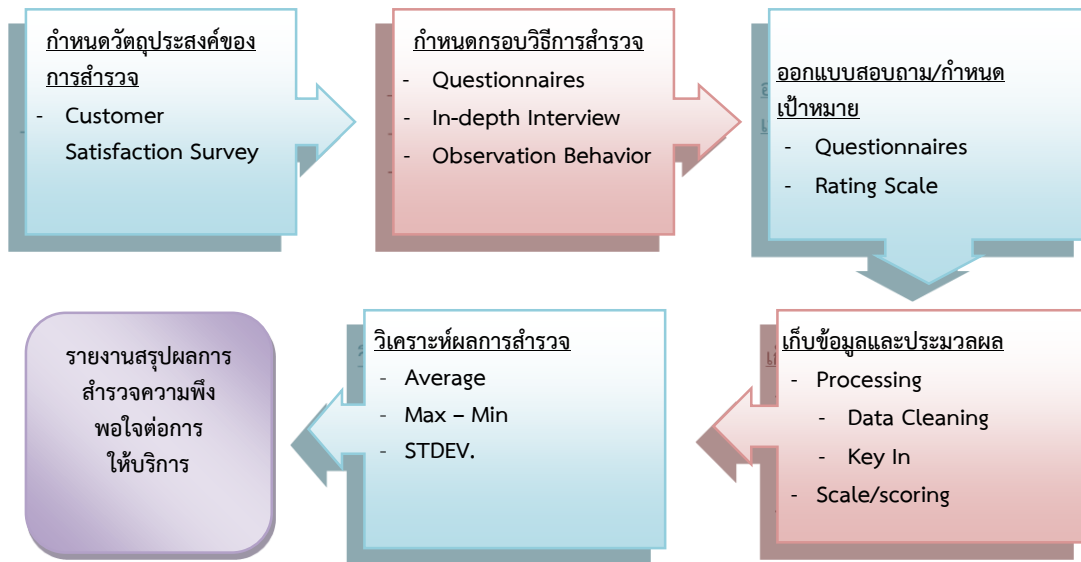 กำหนดวัตถุประสงค์ของ
การสำรวจ
- Customer
Satisfaction Survey
กำหนดกรอบวิธีการสำรวจ
- Questionnaires
- In-depth Interview
- Observation Behavior
ออกแบบสอบถาม/กำหนด
เป้าหมาย
- Questionnaires
- Rating Scale
เก็บข้อมูลและประมวลผล
- Processing
- Data Cleaning
- Key In
- Scale/scoring
วิเคราะห์ผลการสำรวจ
- Average
- Max – Min
- STDEV.
รายงานสรุปผลการ
สำรวจความพึง
พอใจต่อการ
ให้บริการ